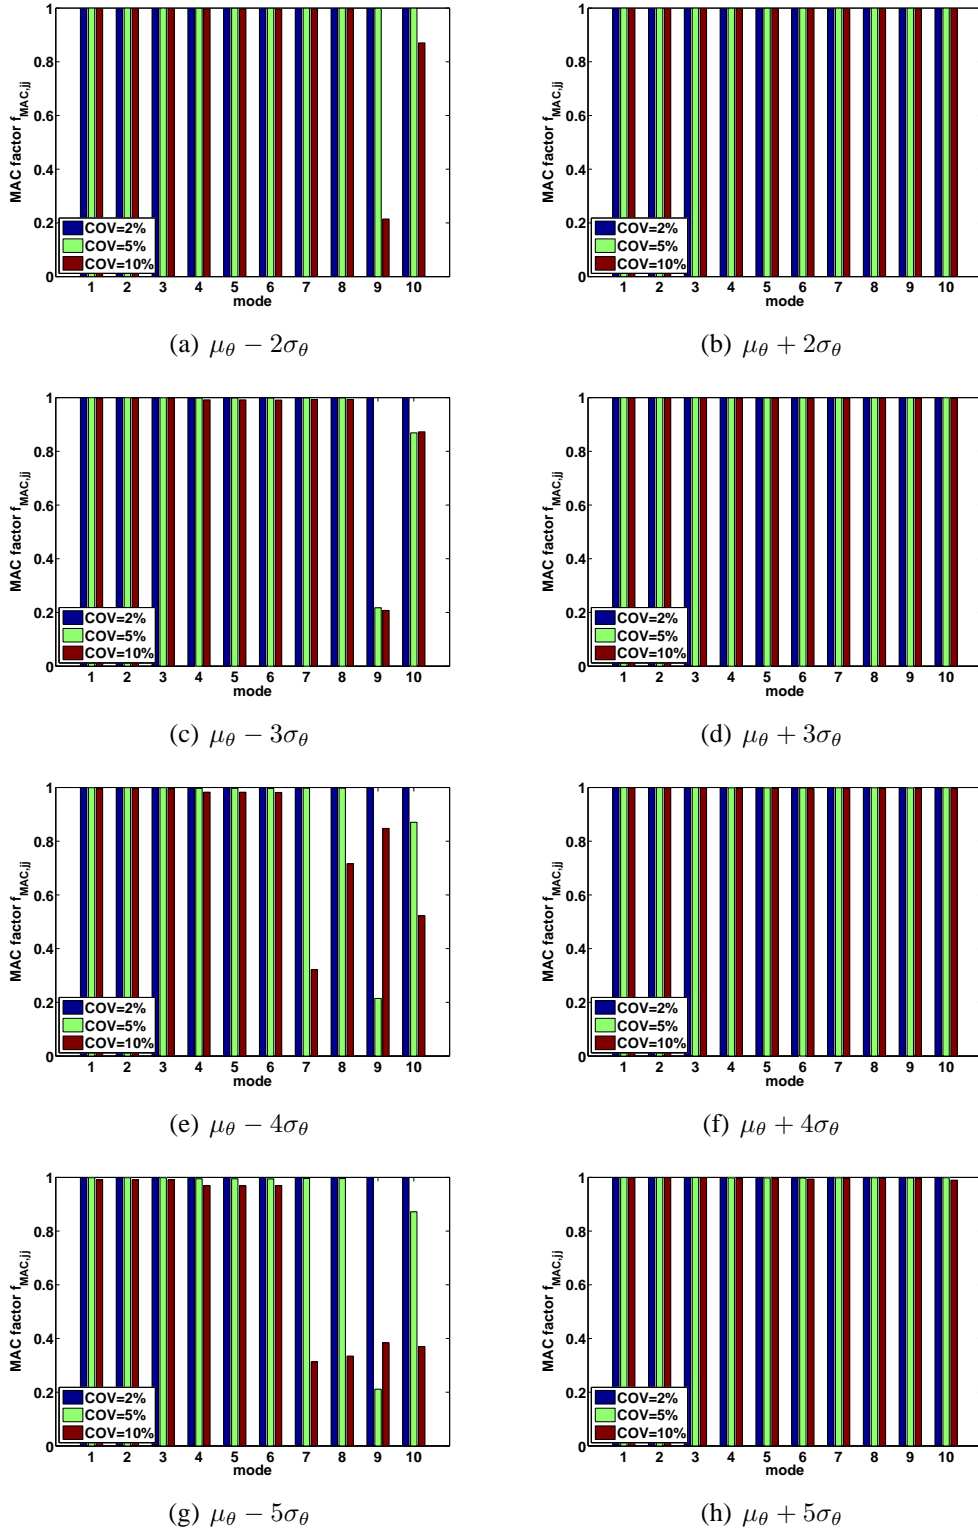 MAC factor f_MAC,jj
1
0.8
0.6
0.4
0.2
0
COV=2%
COV=5%
COV=10%
1 2 3 4 5 6 7 8 9 10
mode
(a) μ_θ − 2σ_θ
MAC factor f_MAC,jj
1
0.8
0.6
0.4
0.2
0
COV=2%
COV=5%
COV=10%
1 2 3 4 5 6 7 8 9 10
mode
(b) μ_θ + 2σ_θ
MAC factor f_MAC,jj
1
0.8
0.6
0.4
0.2
0
COV=2%
COV=5%
COV=10%
1 2 3 4 5 6 7 8 9 10
mode
(c) μ_θ − 3σ_θ
MAC factor f_MAC,jj
1
0.8
0.6
0.4
0.2
0
COV=2%
COV=5%
COV=10%
1 2 3 4 5 6 7 8 9 10
mode
(d) μ_θ + 3σ_θ
MAC factor f_MAC,jj
1
0.8
0.6
0.4
0.2
0
COV=2%
COV=5%
COV=10%
1 2 3 4 5 6 7 8 9 10
mode
(e) μ_θ − 4σ_θ
MAC factor f_MAC,jj
1
0.8
0.6
0.4
0.2
0
COV=2%
COV=5%
COV=10%
1 2 3 4 5 6 7 8 9 10
mode
(f) μ_θ + 4σ_θ
MAC factor f_MAC,jj
1
0.8
0.6
0.4
0.2
0
COV=2%
COV=5%
COV=10%
1 2 3 4 5 6 7 8 9 10
mode
(g) μ_θ − 5σ_θ
MAC factor f_MAC,jj
1
0.8
0.6
0.4
0.2
0
COV=2%
COV=5%
COV=10%
1 2 3 4 5 6 7 8 9 10
mode
(h) μ_θ + 5σ_θ